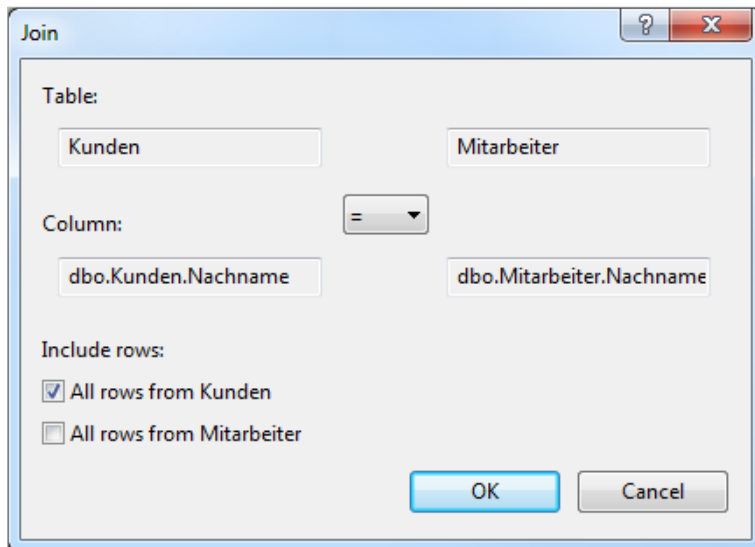 Join
?
Table:
Kunden
Mitarbeiter
Column:
=
dbo.Kunden.Nachname
dbo.Mitarbeiter.Nachname
Include rows:
All rows from Kunden
All rows from Mitarbeiter
OK
Cancel